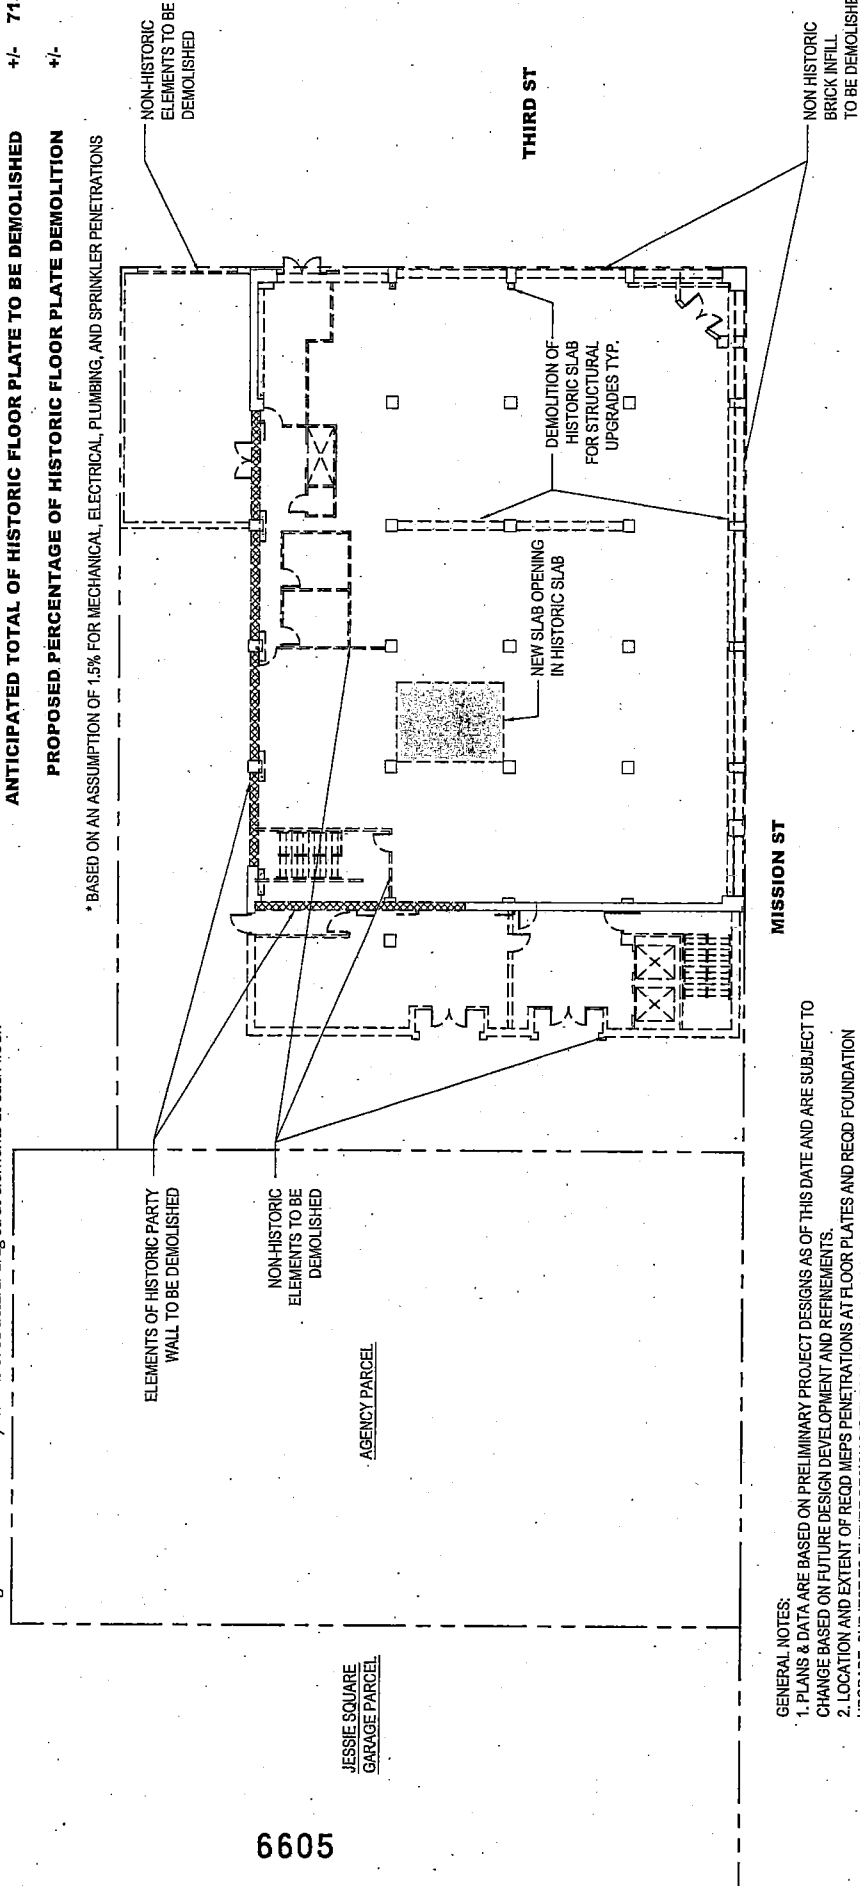 ANTICIPATED TOTAL OF HISTORIC FLOOR PLATE TO BE DEMOLISHED +/- 71
PROPOSED PERCENTAGE OF HISTORIC FLOOR PLATE DEMOLITION +/-
* BASED ON AN ASSUMPTION OF 1.5% FOR MECHANICAL, ELECTRICAL, PLUMBING, AND SPRINKLER PENETRATIONS
NON-HISTORIC
ELEMENTS TO BE
DEMOLISHED
ELEMENTS OF HISTORIC PARTY
WALL TO BE DEMOLISHED
NON-HISTORIC
ELEMENTS TO BE
DEMOLISHED
AGENCY PARCEL
JESSIE SQUARE
GARAGE PARCEL
NEW SLAB OPENING
IN HISTORIC SLAB
DEMOLITION OF
HISTORIC SLAB
FOR STRUCTURAL
UPGRADES TYP.
THIRD ST
MISSION ST
NON HISTORIC
BRICK INFILL
TO BE DEMOLISHE
GENERAL NOTES:
1. PLANS & DATA ARE BASED ON PRELIMINARY PROJECT DESIGNS AS OF THIS DATE AND ARE SUBJECT TO
CHANGE BASED ON FUTURE DESIGN DEVELOPMENT AND REFINEMENTS.
2. LOCATION AND EXTENT OF REQD MEPS PENETRATIONS AT FLOOR PLATES AND REQD FOUNDATION
6605